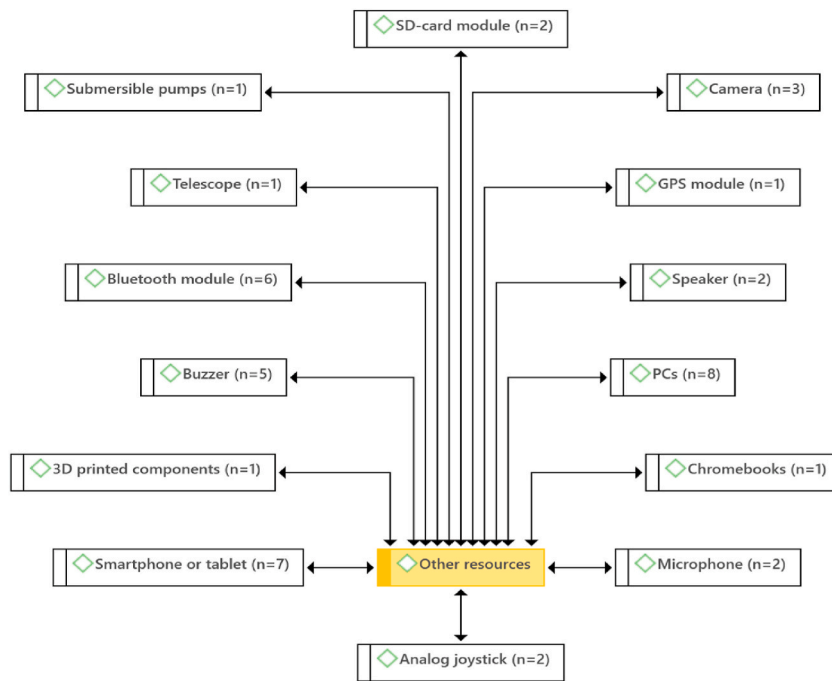 SD-card module (n=2)
Submersible pumps (n=1)
Camera (n=3)
Telescope (n=1)
GPS module (n=1)
Bluetooth module (n=6)
Speaker (n=2)
Buzzer (n=5)
PCs (n=8)
3D printed components (n=1)
Chromebooks (n=1)
Smartphone or tablet (n=7)
Other resources
Microphone (n=2)
Analog joystick (n=2)